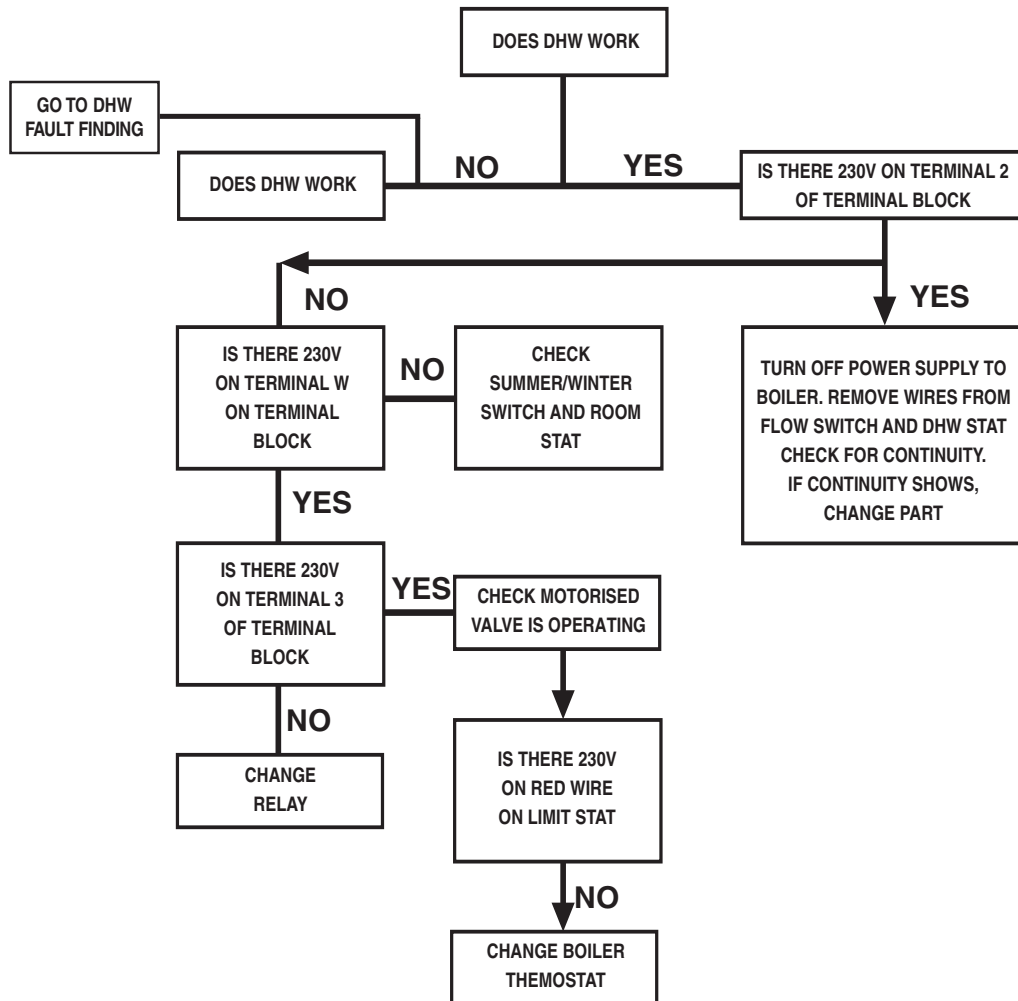 DOES DHW WORK
GO TO DHW
FAULT FINDING
NO
YES
DOES DHW WORK
IS THERE 230V ON TERMINAL 2
OF TERMINAL BLOCK
NO
YES
IS THERE 230V
ON TERMINAL W
ON TERMINAL
BLOCK
NO
CHECK
SUMMER/WINTER
SWITCH AND ROOM
STAT
TURN OFF POWER SUPPLY TO
BOILER. REMOVE WIRES FROM
FLOW SWITCH AND DHW STAT
CHECK FOR CONTINUITY.
IF CONTINUITY SHOWS,
CHANGE PART
YES
IS THERE 230V
ON TERMINAL 3
OF TERMINAL
BLOCK
YES
CHECK MOTORISED
VALVE IS OPERATING
NO
CHANGE
RELAY
IS THERE 230V
ON RED WIRE
ON LIMIT STAT
NO
CHANGE BOILER
THEMOSTAT